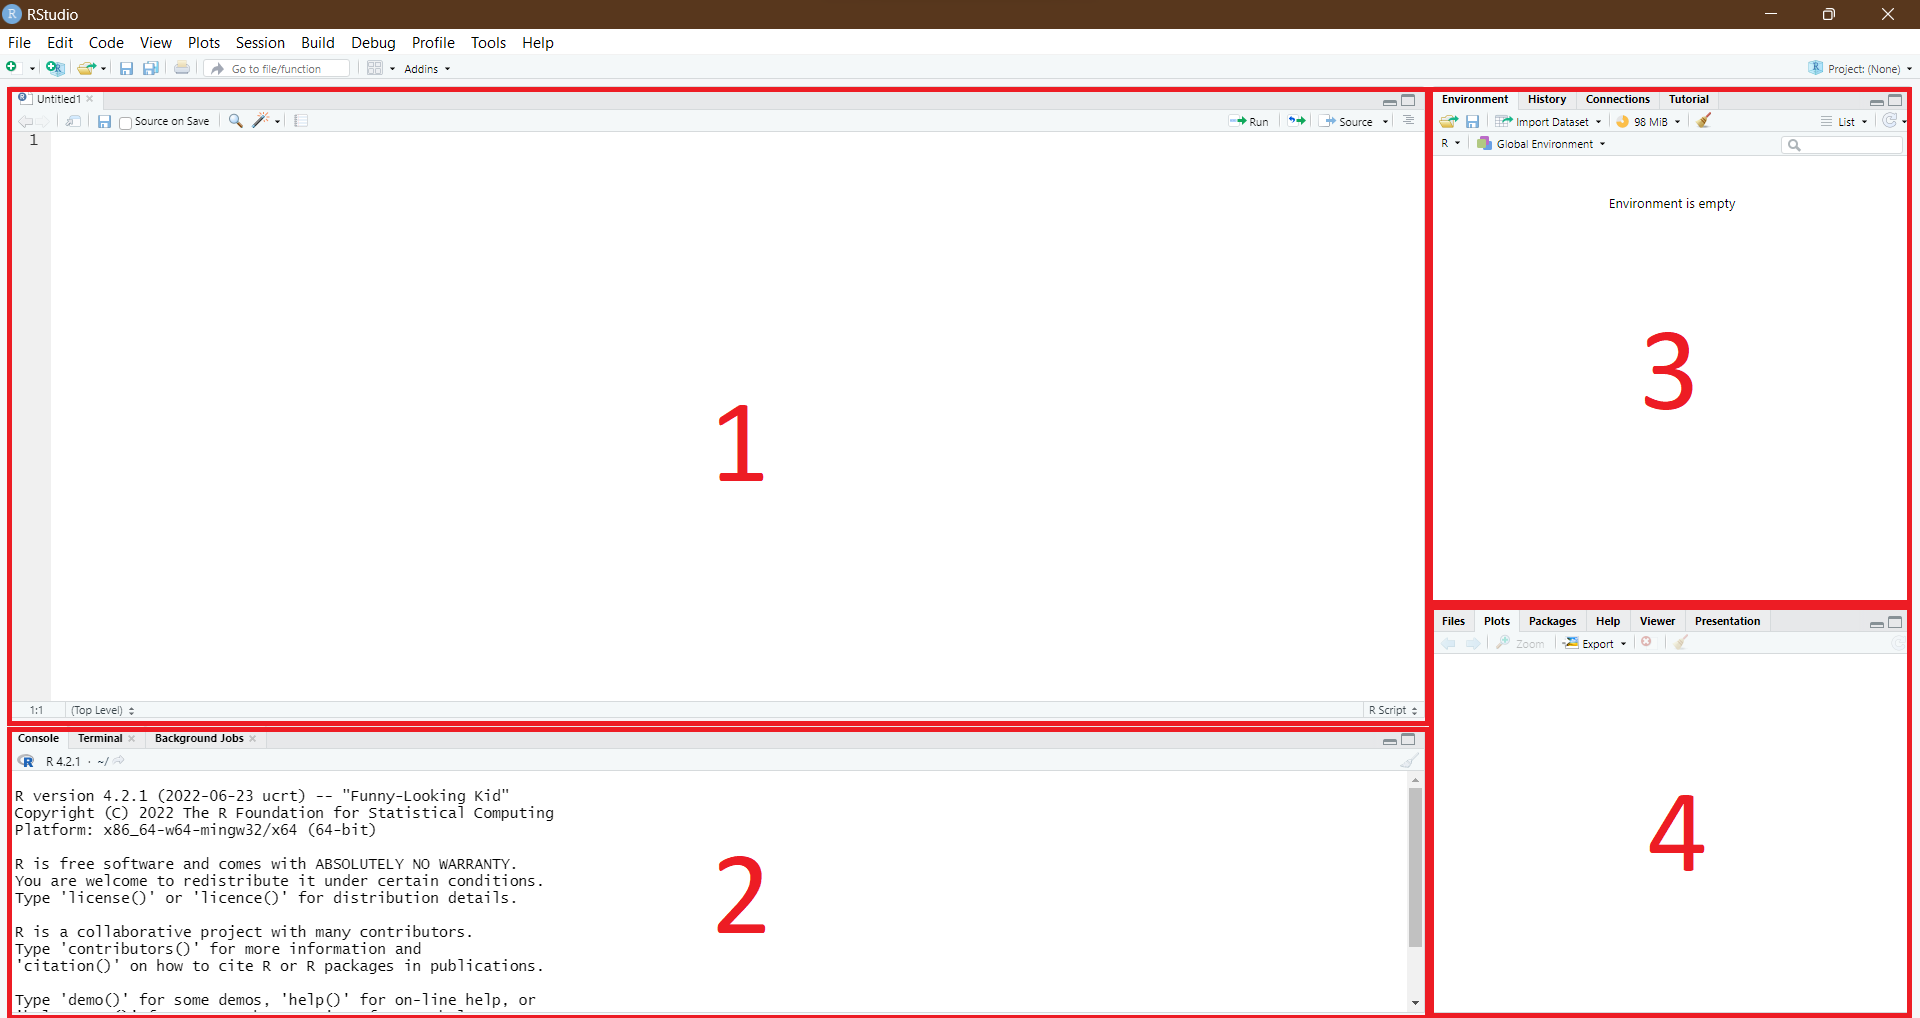 RStudio
File Edit Code View Plots Session Build Debug Profile Tools Help
Go to file/function Addins Project: (None)
Untitled1
Source on Save Run Source
1
1
1:1 (Top Level) R Script
Console Terminal Background Jobs
R 4.2.1 · ~/
R version 4.2.1 (2022-06-23 ucrt) -- "Funny-Looking Kid"
Copyright (C) 2022 The R Foundation for Statistical Computing
Platform: x86_64-w64-mingw32/x64 (64-bit)
R is free software and comes with ABSOLUTELY NO WARRANTY.
You are welcome to redistribute it under certain conditions.
Type 'license()' or 'licence()' for distribution details.
R is a collaborative project with many contributors.
Type 'contributors()' for more information and
'citation()' on how to cite R or R packages in publications.
Type 'demo()' for some demos, 'help()' for on-line help, or
2
Environment History Connections Tutorial
Import Dataset 98 MiB List
R Global Environment
Environment is empty
3
Files Plots Packages Help Viewer Presentation
Zoom Export
4